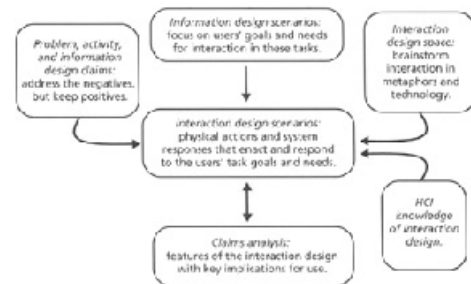 Information design scenarios:
focus on users' goals and needs
for interaction in these tasks.
Problem, activity,
and information
design claims:
address the negatives,
but keep positives.
Interaction
design space:
brainstorm
interaction in
metaphors and
technology.
Interaction design scenarios:
physical actions and system
responses that enact and respond
to the users' task goals and needs.
HCI
knowledge
of interaction
design.
Claims analysis:
features of the interaction design
with key implications for use.